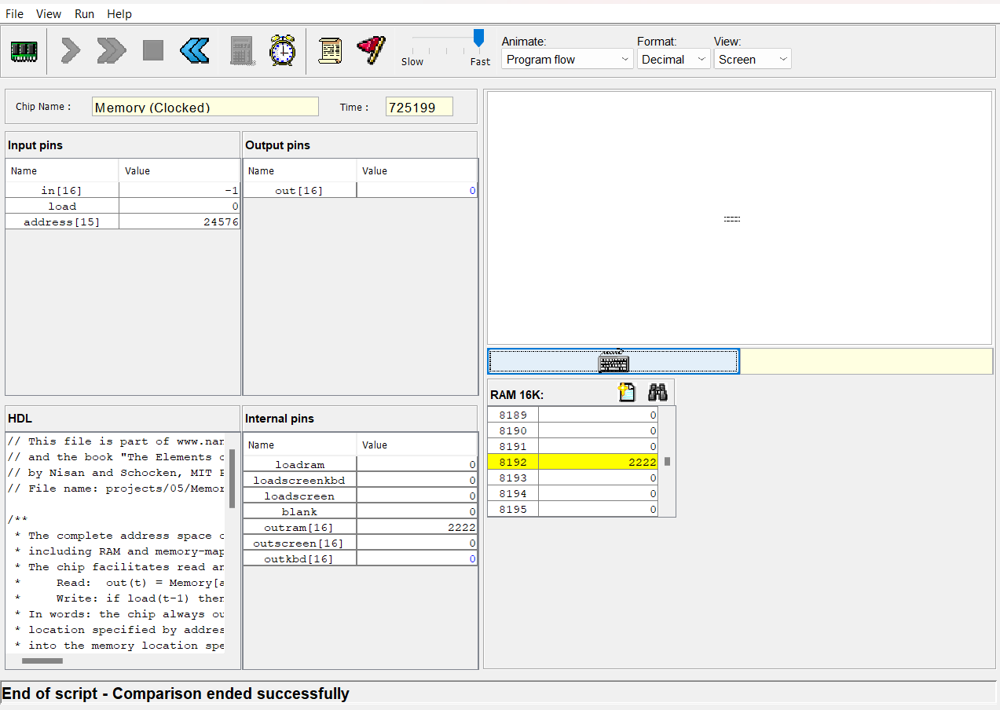 File View Run Help
Slow Fast
Animate: Format: View:
Program flow Decimal Screen
Chip Name : Memory (Clocked) Time : 725199
Input pins
Name Value
in[16] -1
load 0
address[15] 24576
Output pins
Name Value
out[16] 0
HDL
// This file is part of www.nan
// and the book "The Elements o
// by Nisan and Schocken, MIT P
// File name: projects/05/Memor
/**
* The complete address space o
* including RAM and memory-map
* The chip facilitates read an
* Read: out(t) = Memory[a
* Write: if load(t-1) then
* In words: the chip always ou
* location specified by addres
* into the memory location spe
Internal pins
Name Value
loadram 0
loadscreenkbd 0
loadscreen 0
blank 0
outram[16] 2222
outscreen[16] 0
outkbd[16] 0
RAM 16K:
8189 0
8190 0
8191 0
8192 2222
8193 0
8194 0
8195 0
End of script - Comparison ended successfully